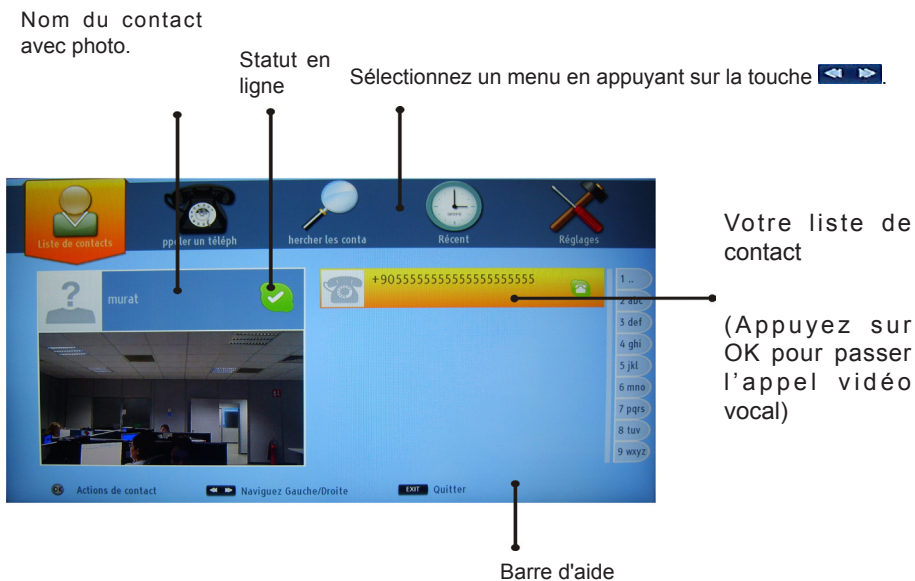 Nom du contact
avec photo.
Statut en
ligne
Sélectionnez un menu en appuyant sur la touche .
Liste de contacts
ppeler un téléph
hercher les conta
Récent
Réglages
murat
+905555555555555555555555
1 ..
2 abc
3 def
4 ghi
5 jkl
6 mno
7 pqrs
8 tuv
9 wxyz
Votre liste de
contact
(Appuyez sur
OK pour passer
l'appel vidéo
vocal)
OK Actions de contact
Naviguez Gauche/Droite
EXIT Quitter
Barre d'aide